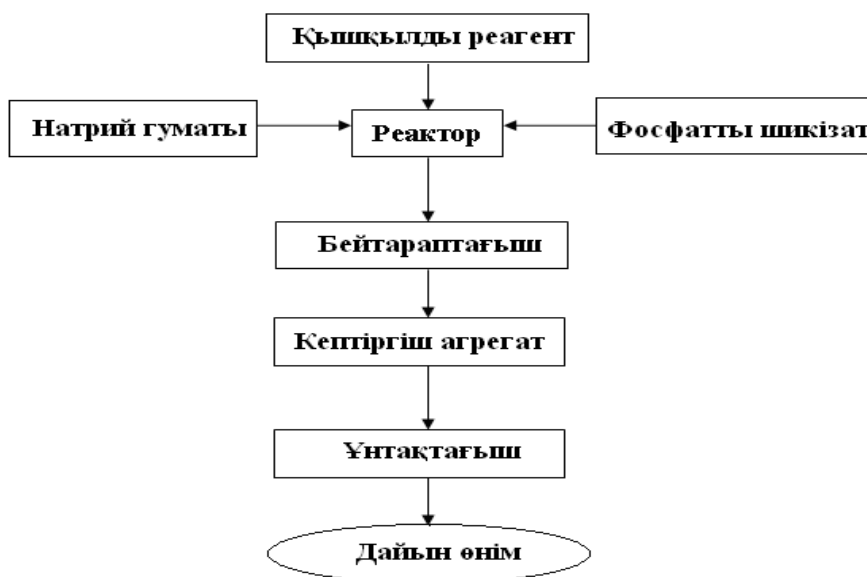 Қышқылды реагент
Натрий гуматы
Реактор
Фосфатты шикізат
Бейтараптағыш
Кептіргіш агрегат
Ұнтақтағыш
Дайын өнім